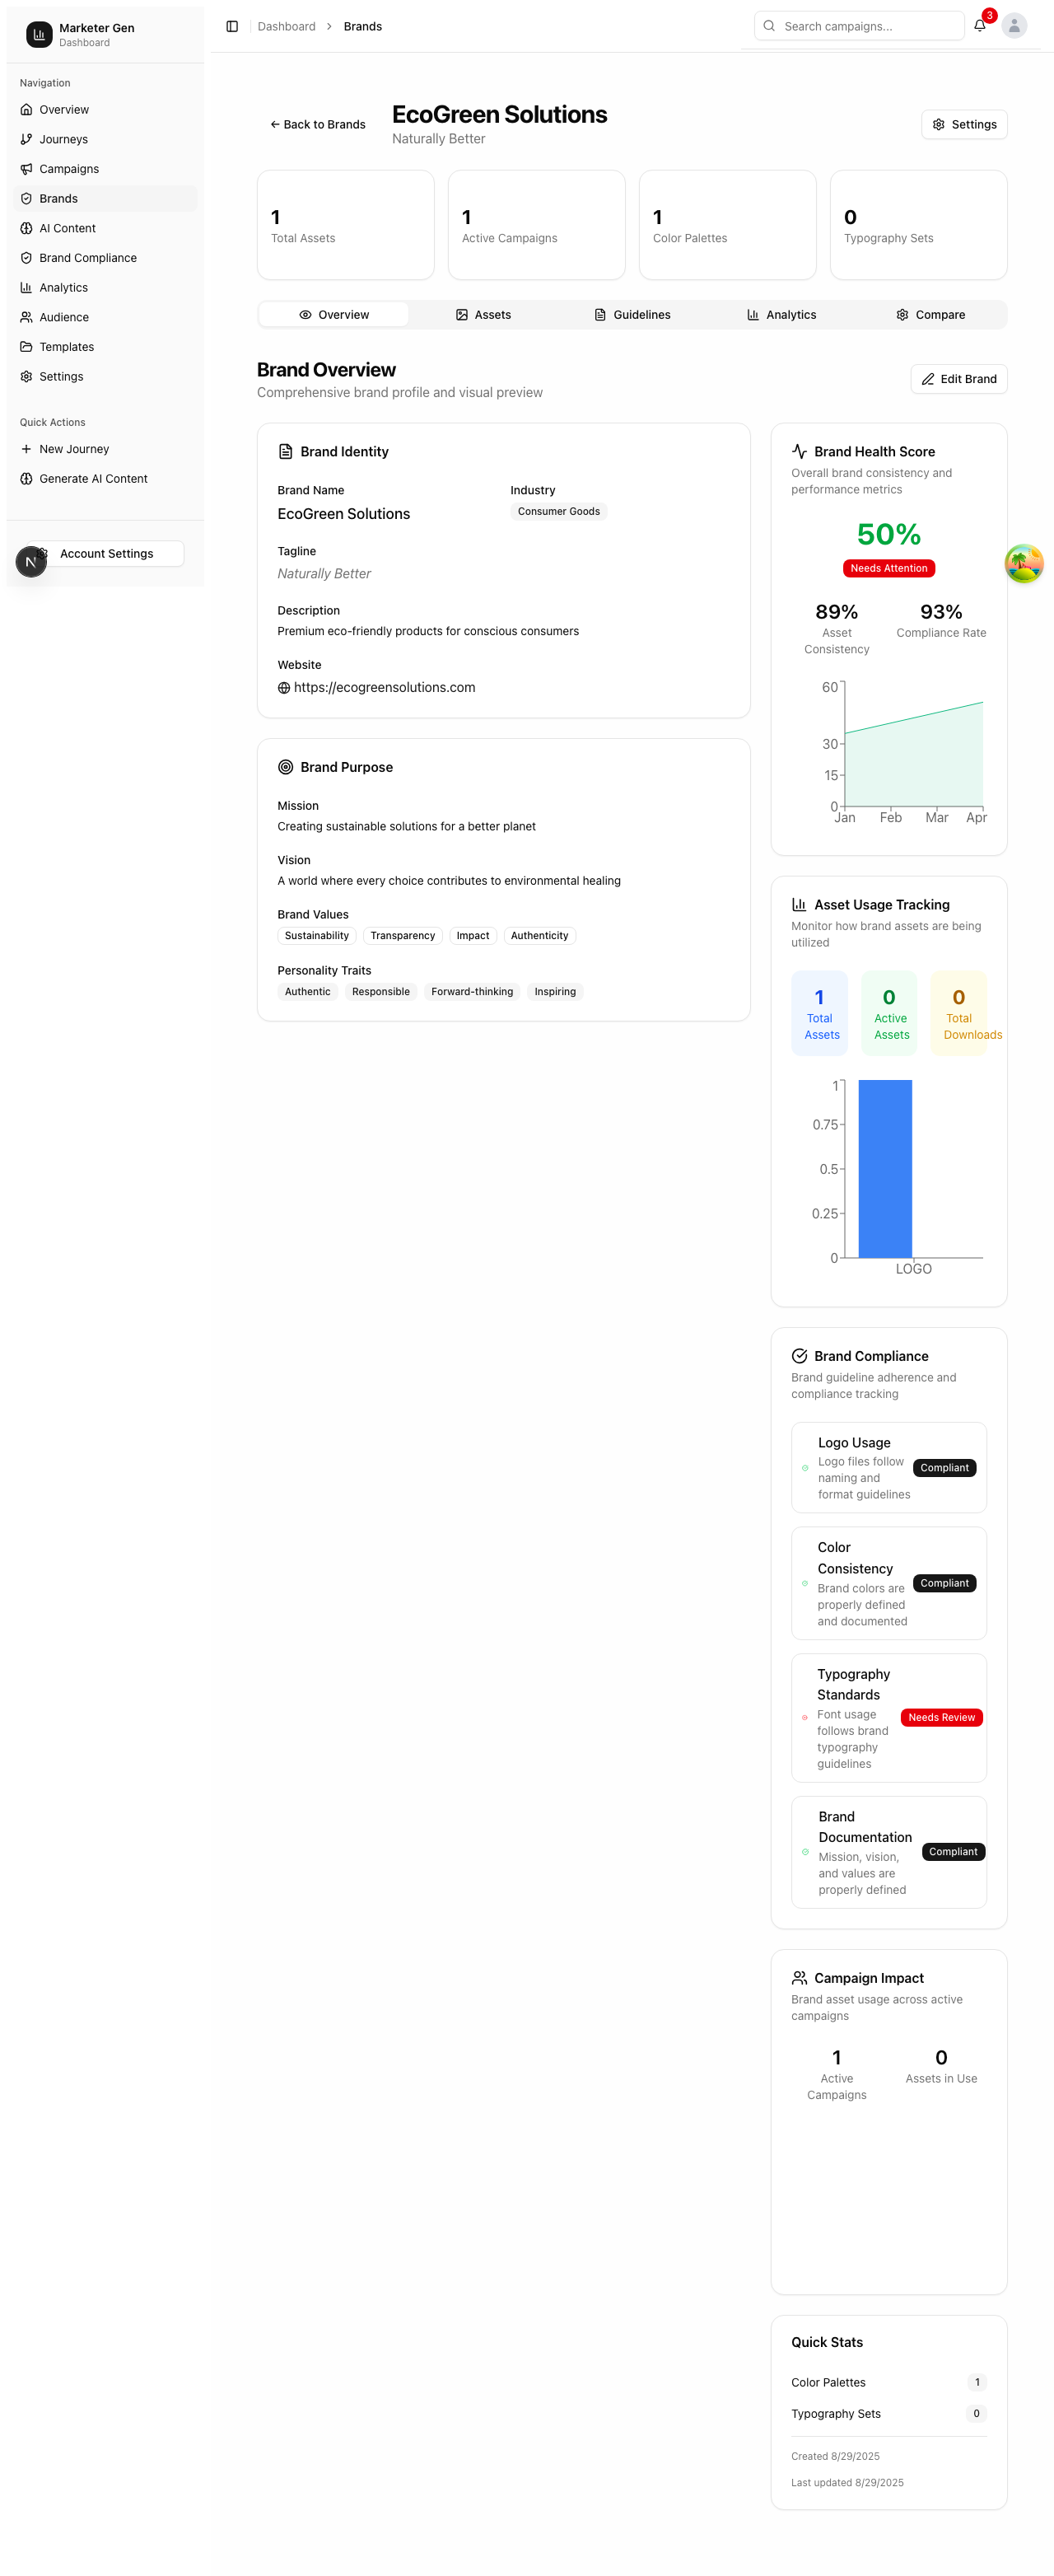 Marketer Gen
Dashboard
Navigation
Overview
Journeys
Campaigns
Brands
AI Content
Brand Compliance
Analytics
Audience
Templates
Settings
Quick Actions
New Journey
Generate AI Content
Account Settings
N
Dashboard > Brands
Search campaigns...
3
← Back to Brands
EcoGreen Solutions
Naturally Better
Settings
1
Total Assets
1
Active Campaigns
1
Color Palettes
0
Typography Sets
Overview
Assets
Guidelines
Analytics
Compare
Brand Overview
Comprehensive brand profile and visual preview
Edit Brand
Brand Identity
Brand Name
EcoGreen Solutions
Industry
Consumer Goods
Tagline
Naturally Better
Description
Premium eco-friendly products for conscious consumers
Website
https://ecogreensolutions.com
Brand Purpose
Mission
Creating sustainable solutions for a better planet
Vision
A world where every choice contributes to environmental healing
Brand Values
Sustainability Transparency Impact Authenticity
Personality Traits
Authentic Responsible Forward-thinking Inspiring
Brand Health Score
Overall brand consistency and
performance metrics
50%
Needs Attention
89%
Asset
Consistency
93%
Compliance Rate
60
30
15
0
Jan Feb Mar Apr
Asset Usage Tracking
Monitor how brand assets are being
utilized
1
Total
Assets
0
Active
Assets
0
Total
Downloads
1
0.75
0.5
0.25
0
LOGO
Brand Compliance
Brand guideline adherence and
compliance tracking
Logo Usage
Logo files follow
naming and
format guidelines
Compliant
Color
Consistency
Brand colors are
properly defined
and documented
Compliant
Typography
Standards
Font usage
follows brand
typography
guidelines
Needs Review
Brand
Documentation
Mission, vision,
and values are
properly defined
Compliant
Campaign Impact
Brand asset usage across active
campaigns
1
Active
Campaigns
0
Assets in Use
Quick Stats
Color Palettes 1
Typography Sets 0
Created 8/29/2025
Last updated 8/29/2025